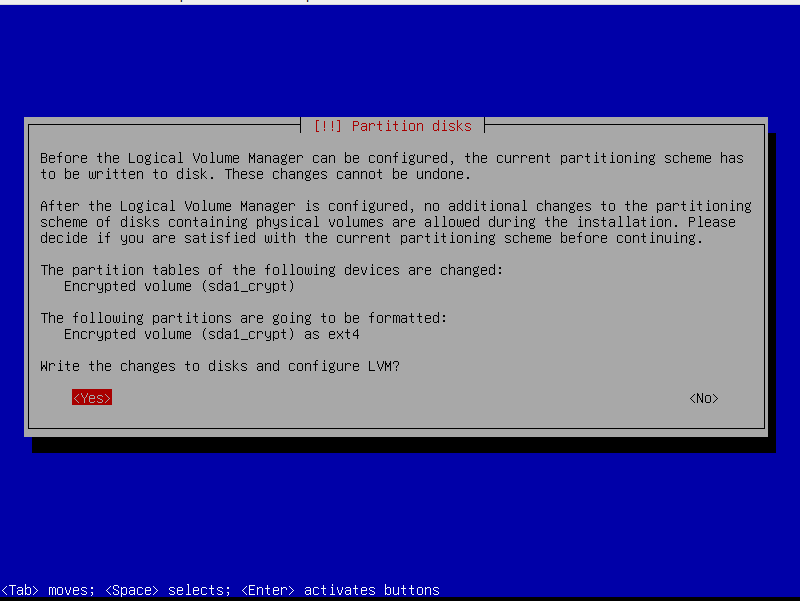 [!!] Partition disks
Before the Logical Volume Manager can be configured, the current partitioning scheme has
to be written to disk. These changes cannot be undone.
After the Logical Volume Manager is configured, no additional changes to the partitioning
scheme of disks containing physical volumes are allowed during the installation. Please
decide if you are satisfied with the current partitioning scheme before continuing.
The partition tables of the following devices are changed:
Encrypted volume (sda1_crypt)
The following partitions are going to be formatted:
Encrypted volume (sda1_crypt) as ext4
Write the changes to disks and configure LVM?
<Yes> <No>
<Tab> moves; <Space> selects; <Enter> activates buttons